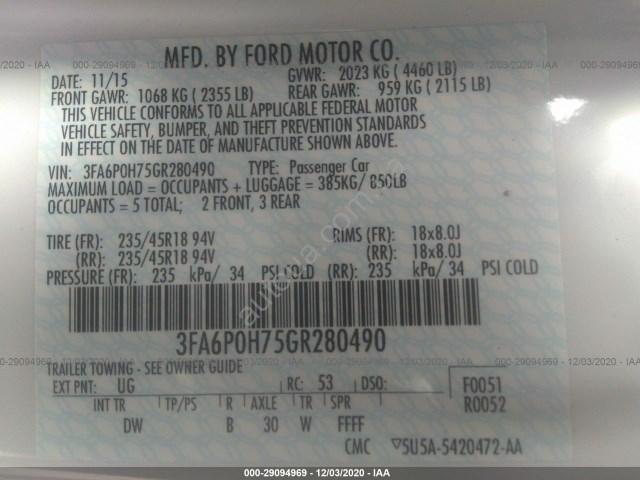 000-29094969 - 12/03/2020 - IAA
MFD. BY FORD MOTOR CO.
DATE: 11/15 GVWR: 2023 KG ( 4460 LB)
FRONT GAWR: 1068 KG ( 2355 LB) REAR GAWR: 959 KG ( 2115 LB)
THIS VEHICLE CONFORMS TO ALL APPLICABLE FEDERAL MOTOR
VEHICLE SAFETY, BUMPER, AND THEFT PREVENTION STANDARDS
IN EFFECT ON THE DATE OF MANUFACTURE SHOWN ABOVE.
VIN: 3FA6P0H75GR280490 TYPE: Passenger Car
MAXIMUM LOAD = OCCUPANTS + LUGGAGE = 385KG/ 850LB
OCCUPANTS = 5 TOTAL; 2 FRONT, 3 REAR
TIRE (FR): 235/45R18 94V RIMS (FR): 18x8.0J
(RR): 235/45R18 94V (RR): 18x8.0J
PRESSURE (FR): 235 kPa/ 34 PSI COLD (RR): 235 kPa/ 34 PSI COLD
3FA6P0H75GR280490
TRAILER TOWING - SEE OWNER GUIDE
EXT PNT: UG RC: 53 DSO: F0051
INT TR TP/PS R AXLE TR SPR R0052
DW B 30 W FFFF
CMC 5U5A-5420472-AA
000-29094969 - 12/03/2020 - IAA